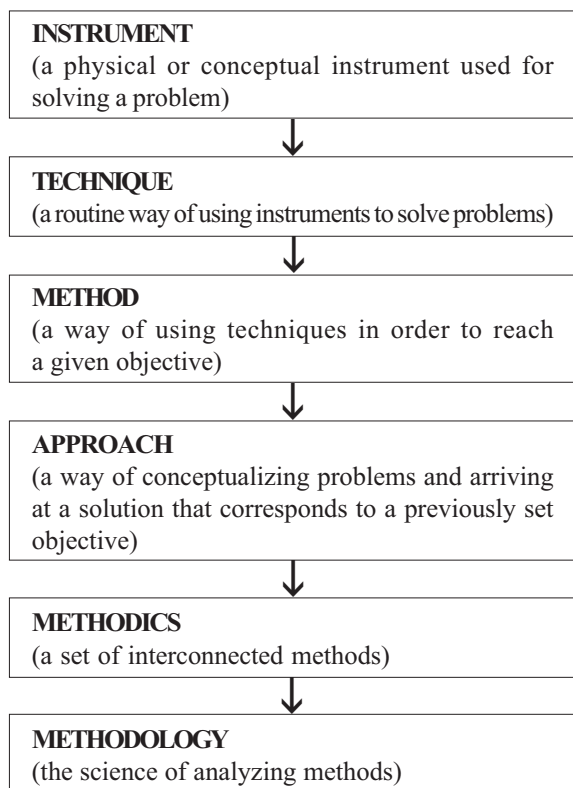 INSTRUMENT
(a physical or conceptual instrument used for
solving a problem)
TECHNIQUE
(a routine way of using instruments to solve problems)
METHOD
(a way of using techniques in order to reach
a given objective)
APPROACH
(a way of conceptualizing problems and arriving
at a solution that corresponds to a previously set
objective)
METHODICS
(a set of interconnected methods)
METHODOLOGY
(the science of analyzing methods)